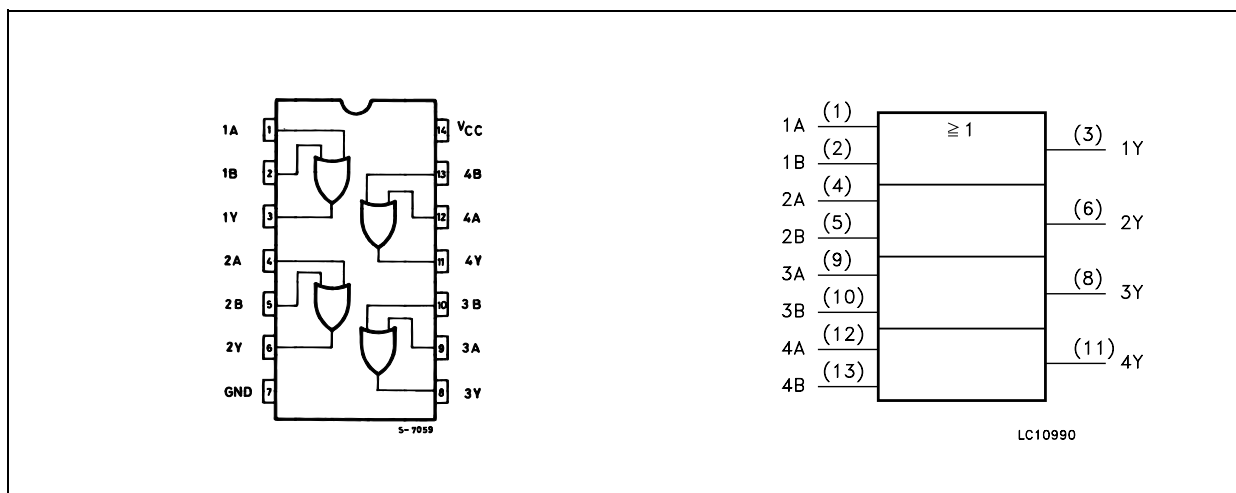 1A 1 14 VCC
1B 2 13 4B
1Y 3 12 4A
2A 4 11 4Y
2B 5 10 3B
2Y 6 9 3A
GND 7 8 3Y
S-7059
1A (1) ≧ 1 (3) 1Y
1B (2)
2A (4) (6) 2Y
2B (5)
3A (9) (8) 3Y
3B (10)
4A (12) (11) 4Y
4B (13)
LC10990